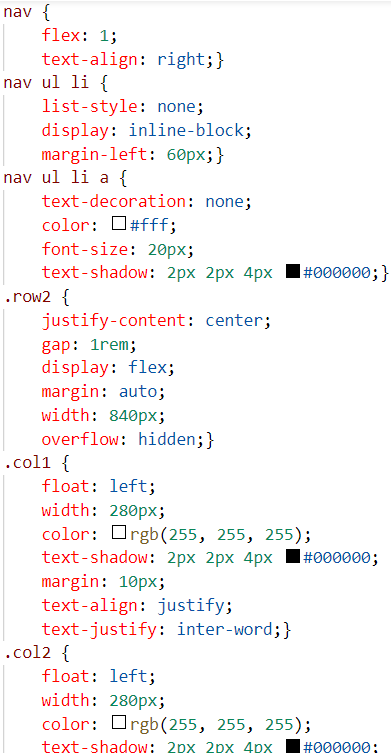 nav {
    flex: 1;
    text-align: right;}
nav ul li {
    list-style: none;
    display: inline-block;
    margin-left: 60px;}
nav ul li a {
    text-decoration: none;
    color: #fff;
    font-size: 20px;
    text-shadow: 2px 2px 4px #000000;}
.row2 {
    justify-content: center;
    gap: 1rem;
    display: flex;
    margin: auto;
    width: 840px;
    overflow: hidden;}
.col1 {
    float: left;
    width: 280px;
    color: rgb(255, 255, 255);
    text-shadow: 2px 2px 4px #000000;
    margin: 10px;
    text-align: justify;
    text-justify: inter-word;}
.col2 {
    float: left;
    width: 280px;
    color: rgb(255, 255, 255);
    text-shadow: 2px 2px 4px #000000;